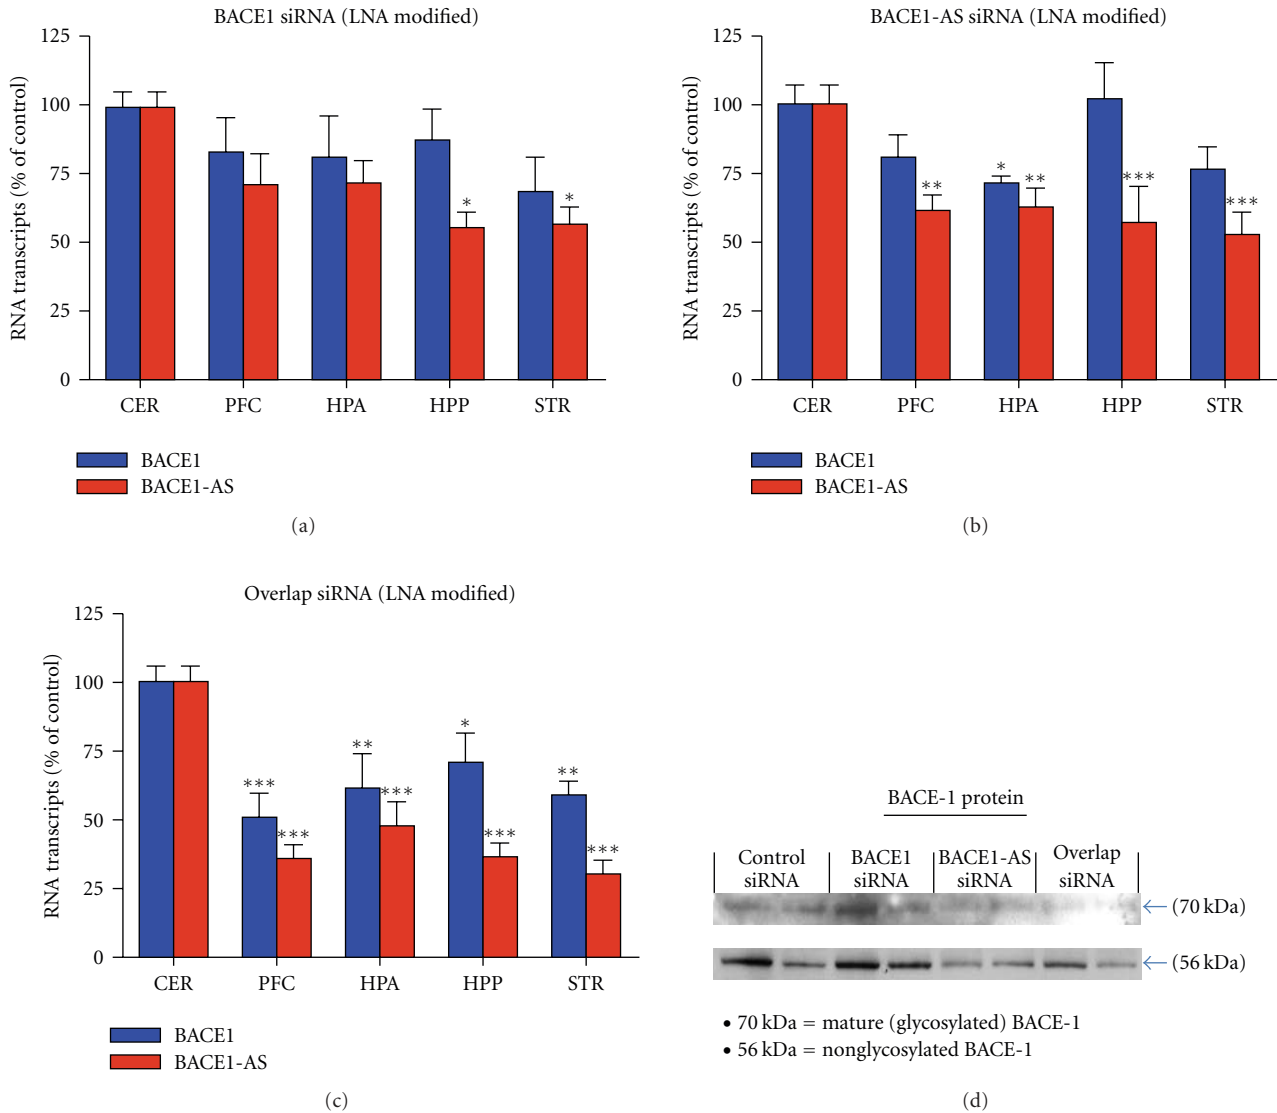 BACE1 siRNA (LNA modified)
RNA transcripts (% of control)
125
100
75
50
25
0
*
*
CER PFC HPA HPP STR
BACE1
BACE1-AS
(a)
BACE1-AS siRNA (LNA modified)
RNA transcripts (% of control)
125
100
75
50
25
0
**
*
**
***
***
CER PFC HPA HPP STR
BACE1
BACE1-AS
(b)
Overlap siRNA (LNA modified)
RNA transcripts (% of control)
125
100
75
50
25
0
***
***
**
***
*
***
**
***
CER PFC HPA HPP STR
BACE1
BACE1-AS
(c)
BACE-1 protein
Control siRNA
BACE1 siRNA
BACE1-AS siRNA
Overlap siRNA
← (70 kDa)
← (56 kDa)
• 70 kDa = mature (glycosylated) BACE-1
• 56 kDa = nonglycosylated BACE-1
(d)